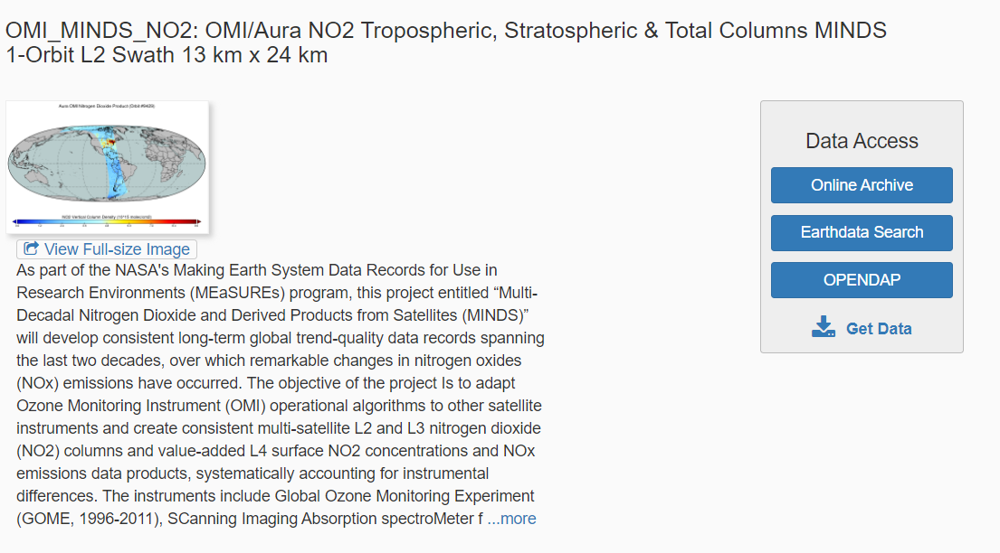 OMI_MINDS_NO2: OMI/Aura NO2 Tropospheric, Stratospheric & Total Columns MINDS
1-Orbit L2 Swath 13 km x 24 km
Aura OMI Nitrogen Dioxide Product
NO2 Vertical Column Density
View Full-size Image
As part of the NASA's Making Earth System Data Records for Use in
Research Environments (MEaSUREs) program, this project entitled “Multi-
Decadal Nitrogen Dioxide and Derived Products from Satellites (MINDS)”
will develop consistent long-term global trend-quality data records spanning
the last two decades, over which remarkable changes in nitrogen oxides
(NOx) emissions have occurred. The objective of the project Is to adapt
Ozone Monitoring Instrument (OMI) operational algorithms to other satellite
instruments and create consistent multi-satellite L2 and L3 nitrogen dioxide
(NO2) columns and value-added L4 surface NO2 concentrations and NOx
emissions data products, systematically accounting for instrumental
differences. The instruments include Global Ozone Monitoring Experiment
(GOME, 1996-2011), SCanning Imaging Absorption spectroMeter f ...more
Data Access
Online Archive
Earthdata Search
OPENDAP
Get Data